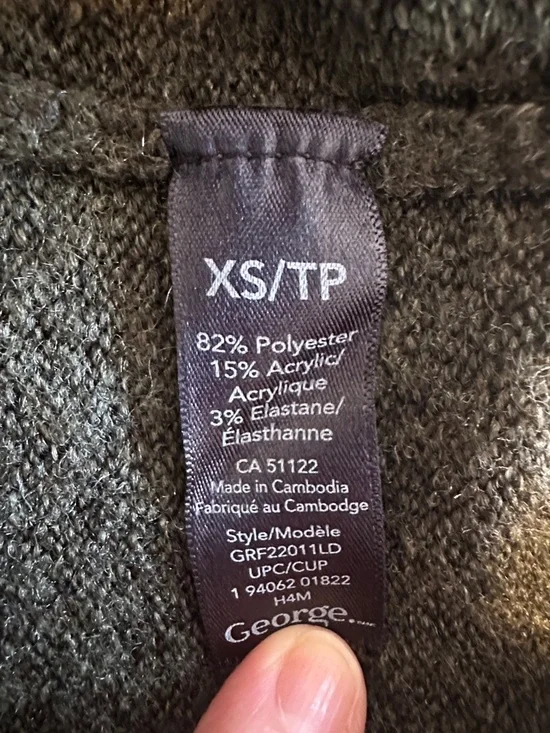 XS/TP
82% Polyester
15% Acrylic/
Acrylique
3% Elastane/
Élasthanne
CA 51122
Made in Cambodia
Fabriqué au Cambodge
Style/Modèle
GRF22011LD
UPC/CUP
1 94062 01822
H4M
George.